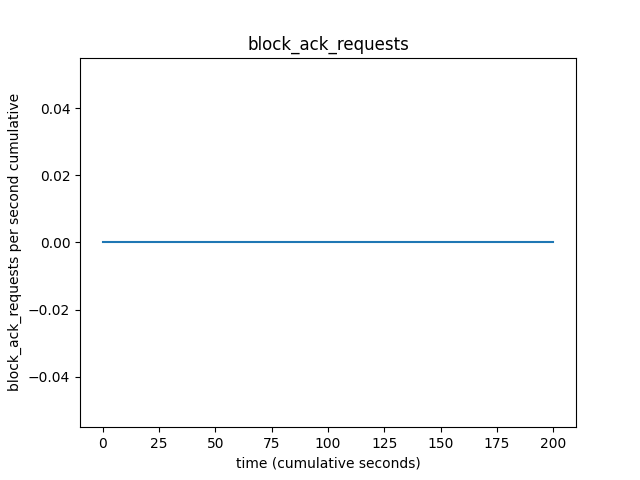 block_ack_requests
block_ack_requests per second cumulative
0.04
0.02
0.00
−0.02
−0.04
0 25 50 75 100 125 150 175 200
time (cumulative seconds)